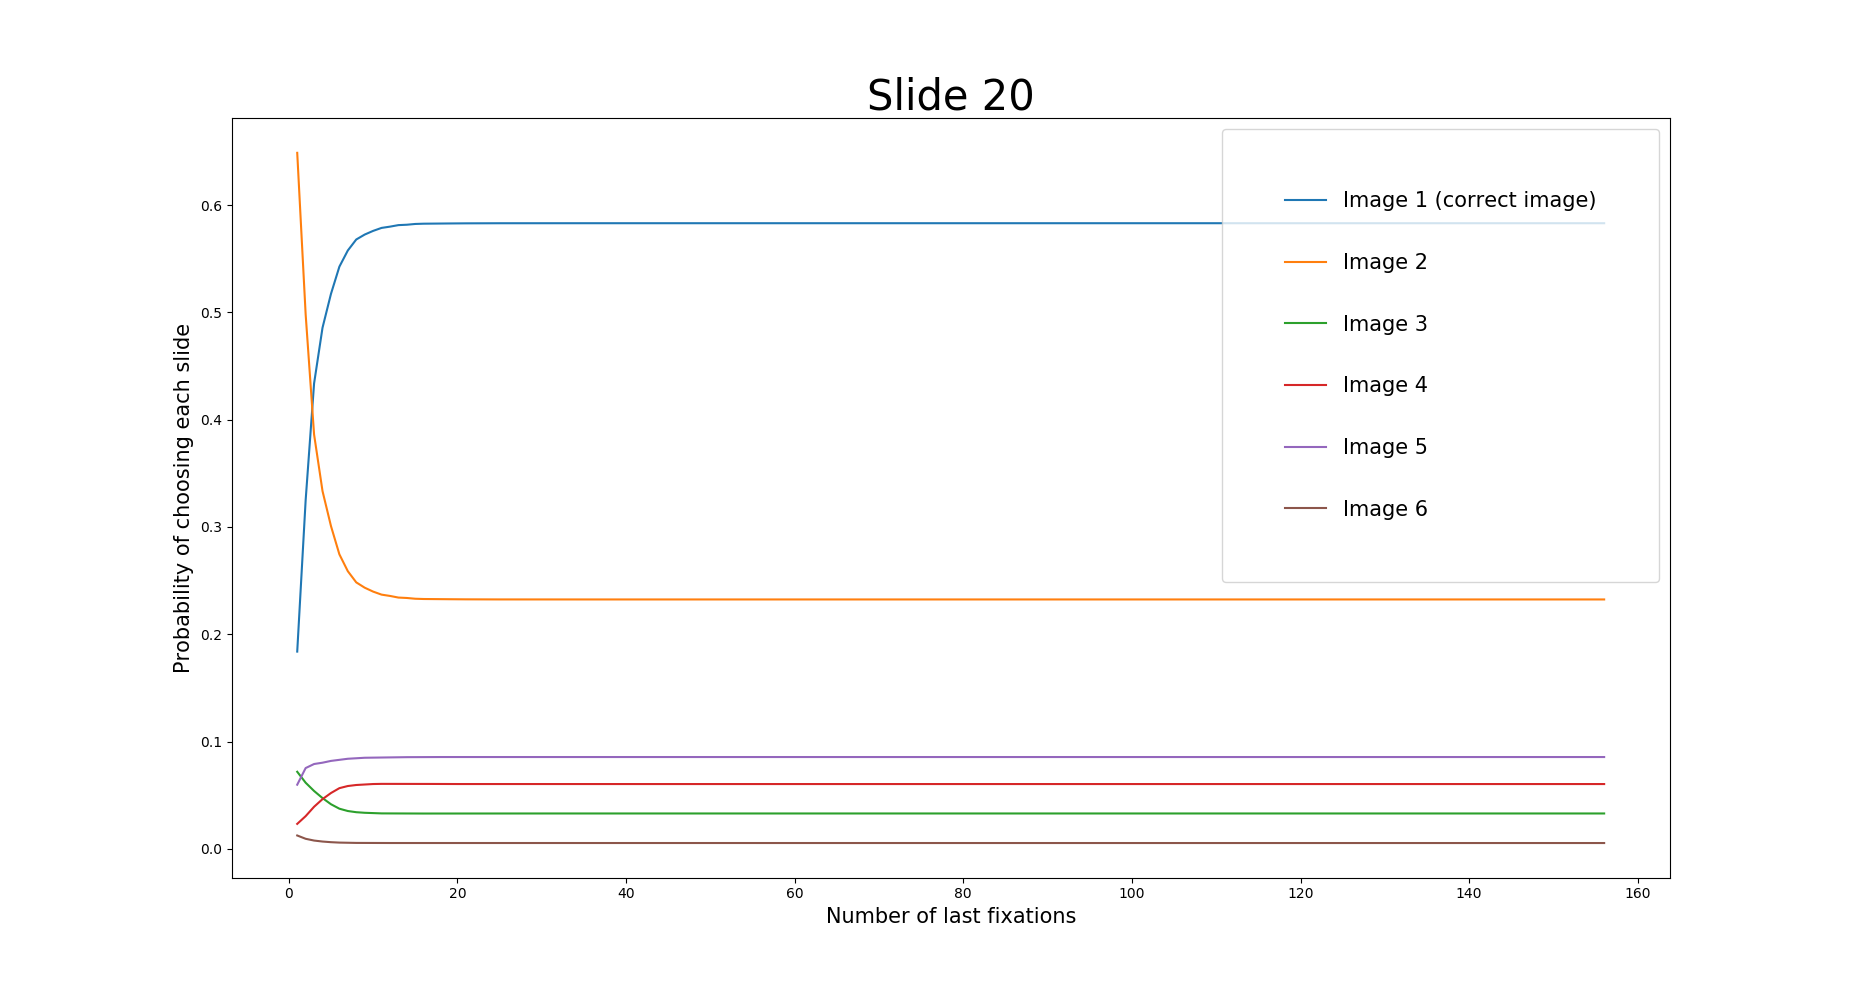 Slide 20
Probability of choosing each slide
0.6
0.5
0.4
0.3
0.2
0.1
0.0
Image 1 (correct image)
Image 2
Image 3
Image 4
Image 5
Image 6
0 20 40 60 80 100 120 140 160
Number of last fixations